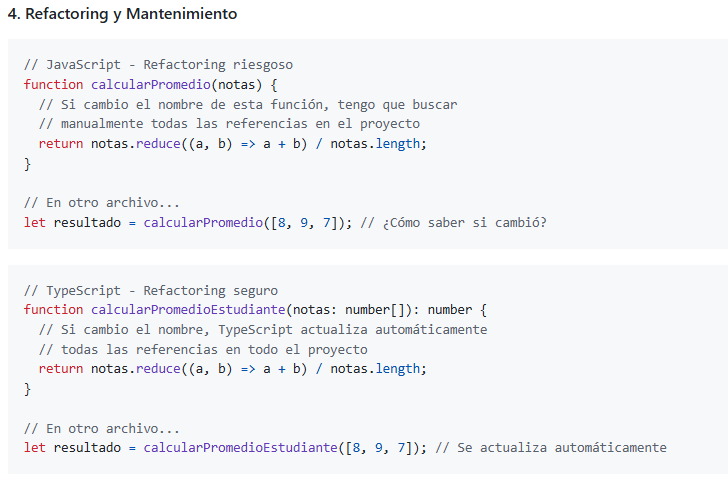 4. Refactoring y Mantenimiento
// JavaScript - Refactoring riesgoso
function calcularPromedio(notas) {
  // Si cambio el nombre de esta función, tengo que buscar
  // manualmente todas las referencias en el proyecto
  return notas.reduce((a, b) => a + b) / notas.length;
}
// En otro archivo...
let resultado = calcularPromedio([8, 9, 7]); // ¿Cómo saber si cambió?
// TypeScript - Refactoring seguro
function calcularPromedioEstudiante(notas: number[]): number {
  // Si cambio el nombre, TypeScript actualiza automáticamente
  // todas las referencias en todo el proyecto
  return notas.reduce((a, b) => a + b) / notas.length;
}
// En otro archivo...
let resultado = calcularPromedioEstudiante([8, 9, 7]); // Se actualiza automáticamente